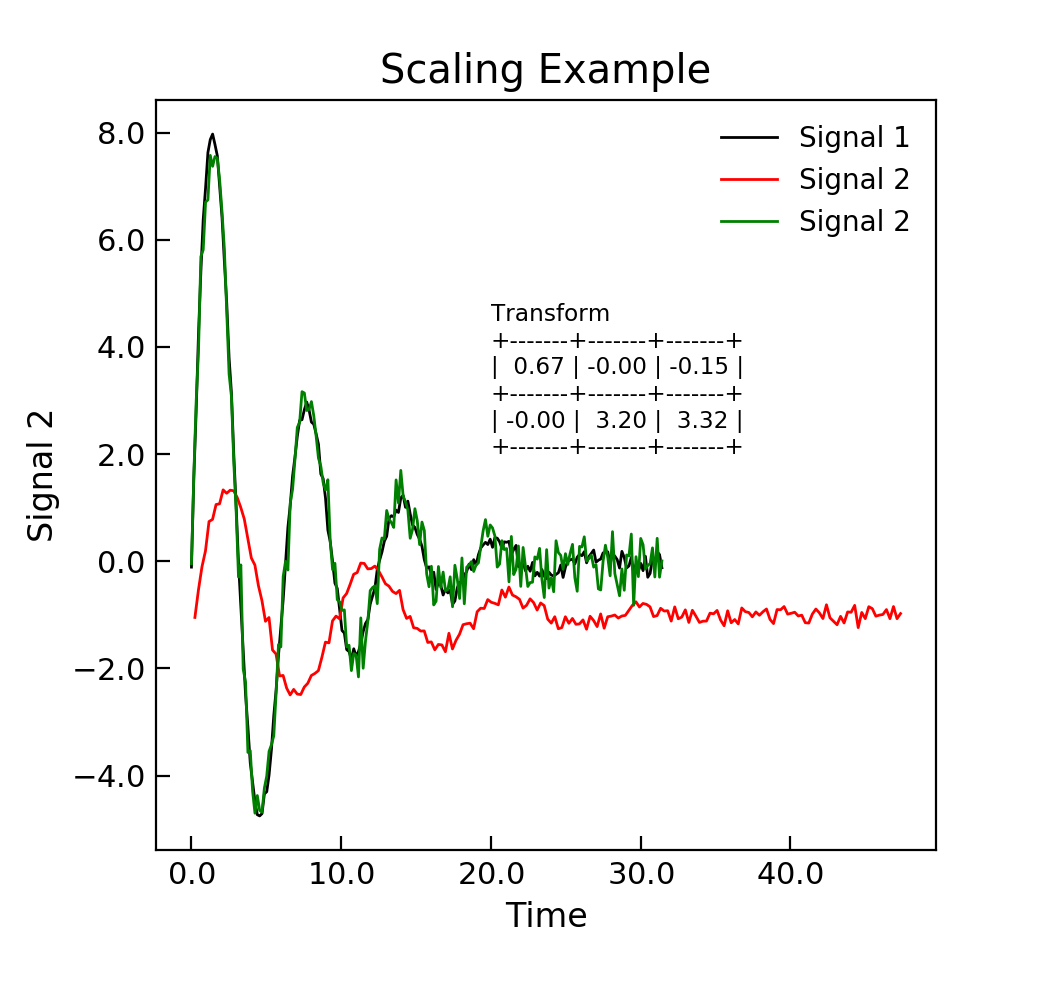 Scaling Example
8.0
6.0
4.0
2.0
0.0
−2.0
−4.0
Signal 2
Signal 1
Signal 2
Signal 2
Transform
+-------+-------+-------+
|  0.67 | -0.00 | -0.15 |
+-------+-------+-------+
| -0.00 |  3.20 |  3.32 |
+-------+-------+-------+
0.0 10.0 20.0 30.0 40.0
Time